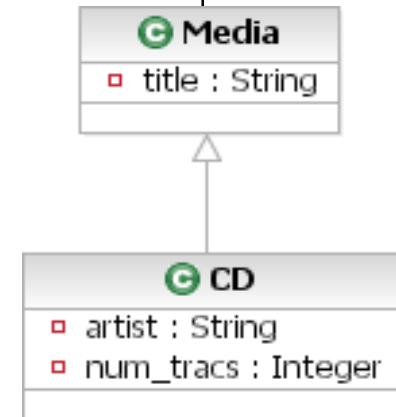 C Media
title : String
C CD
artist : String
num_tracs : Integer